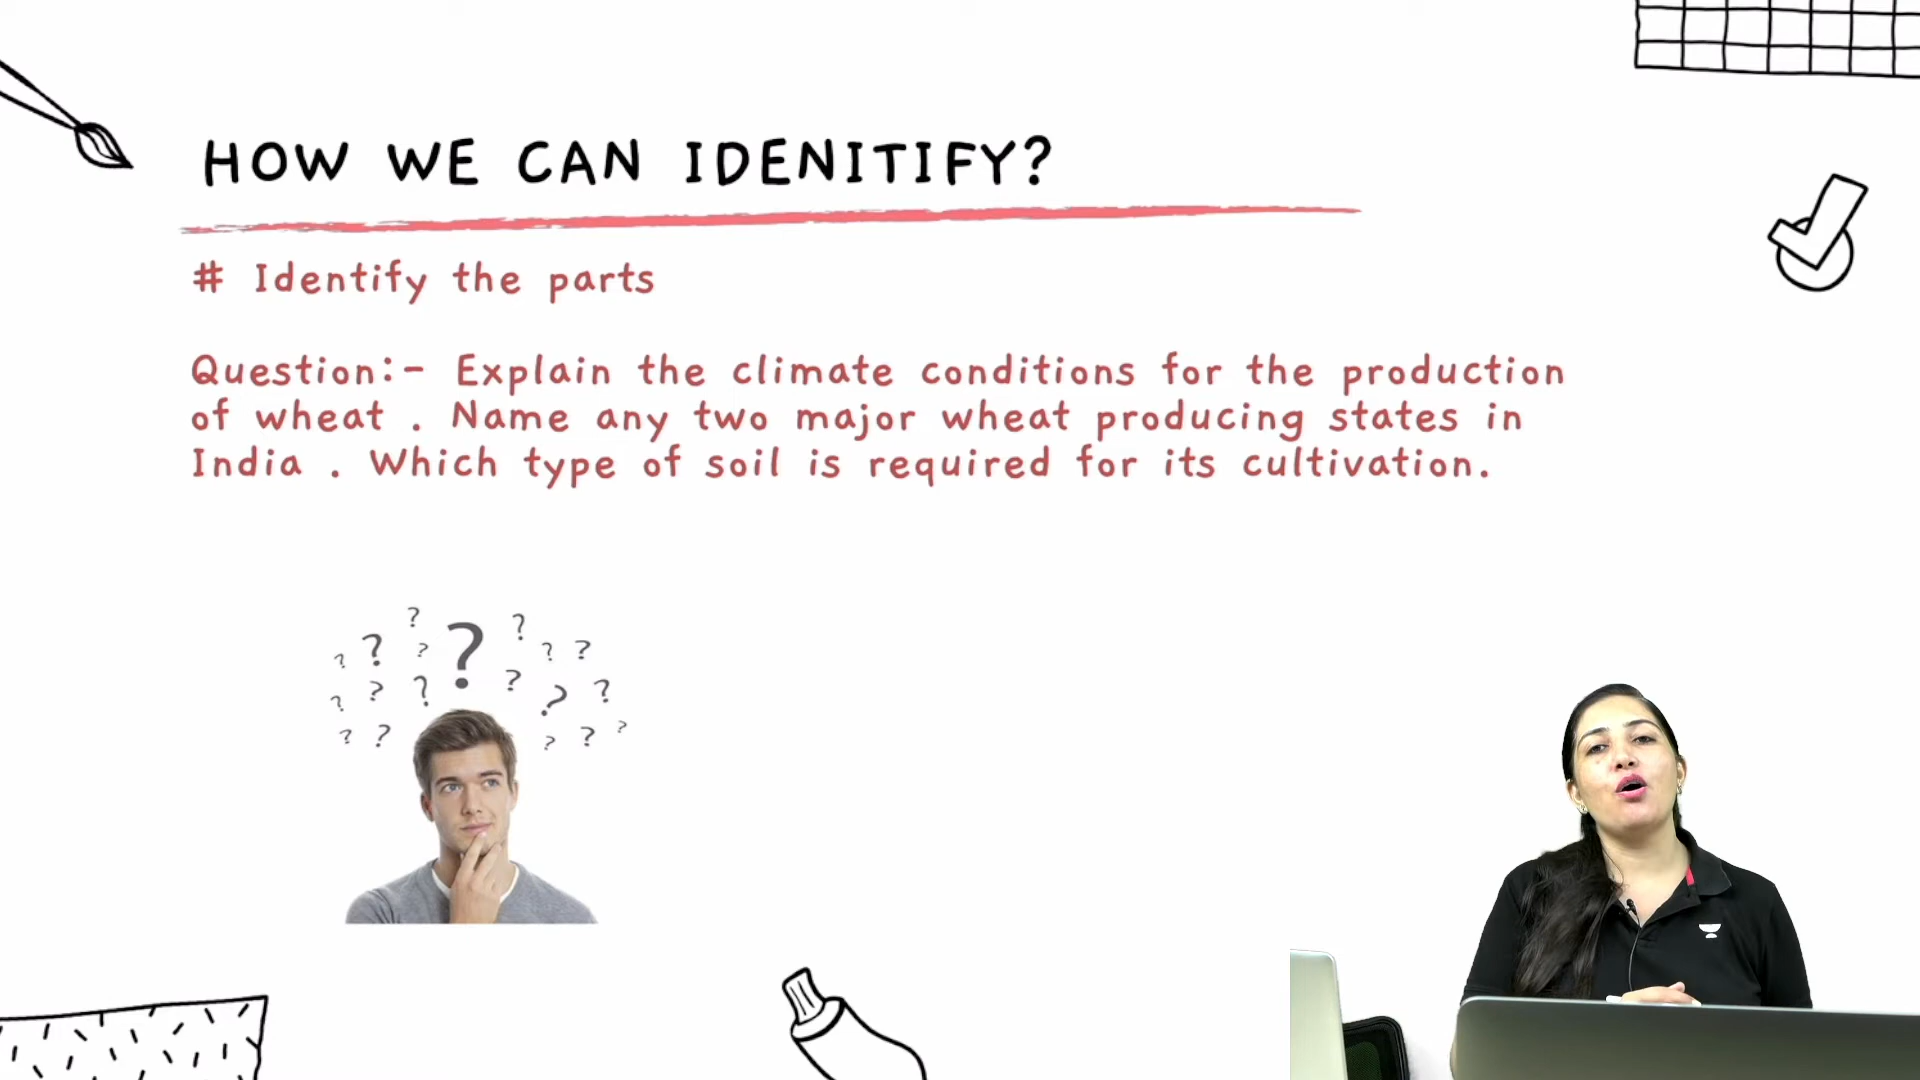 HOW WE CAN IDENITIFY?
# Identify the parts
Question:- Explain the climate conditions for the production
of wheat . Name any two major wheat producing states in
India . Which type of soil is required for its cultivation.